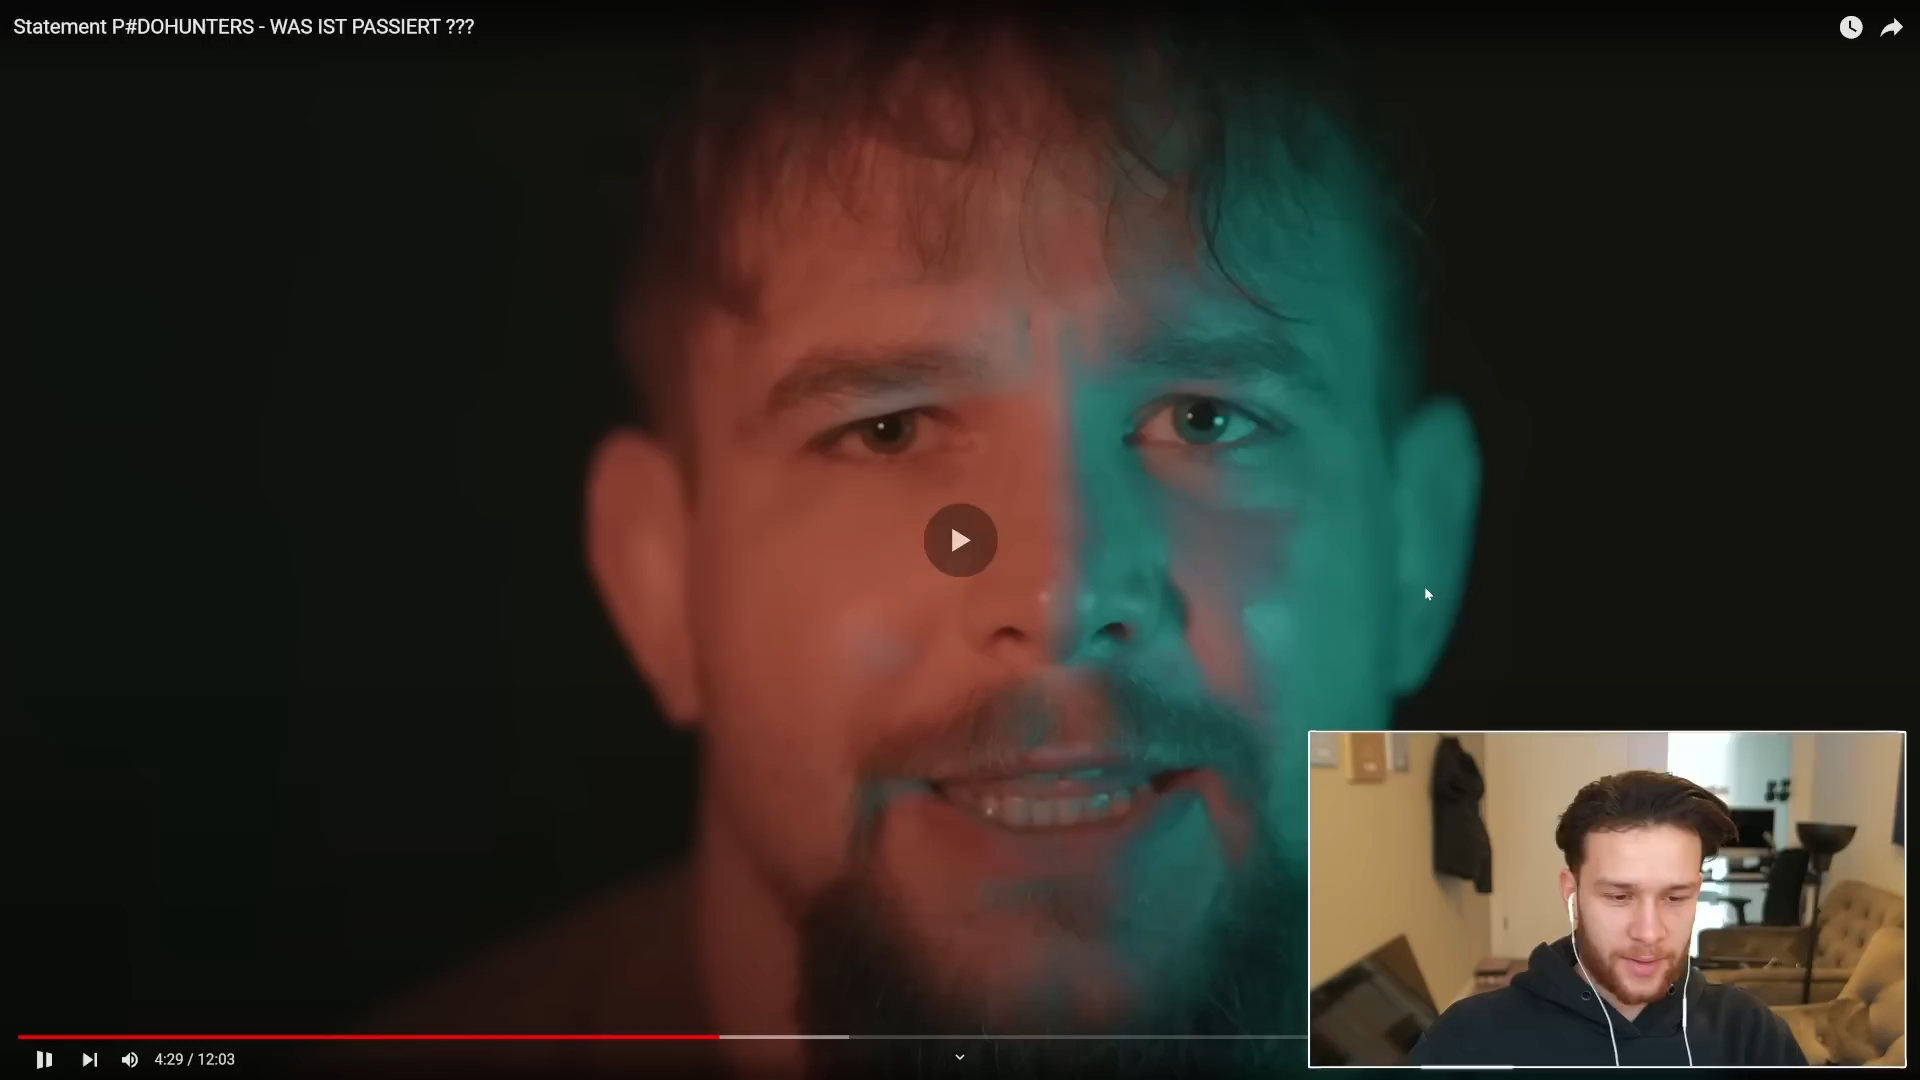 Statement P#DOHUNTERS - WAS IST PASSIERT ???
4:29 / 12:03